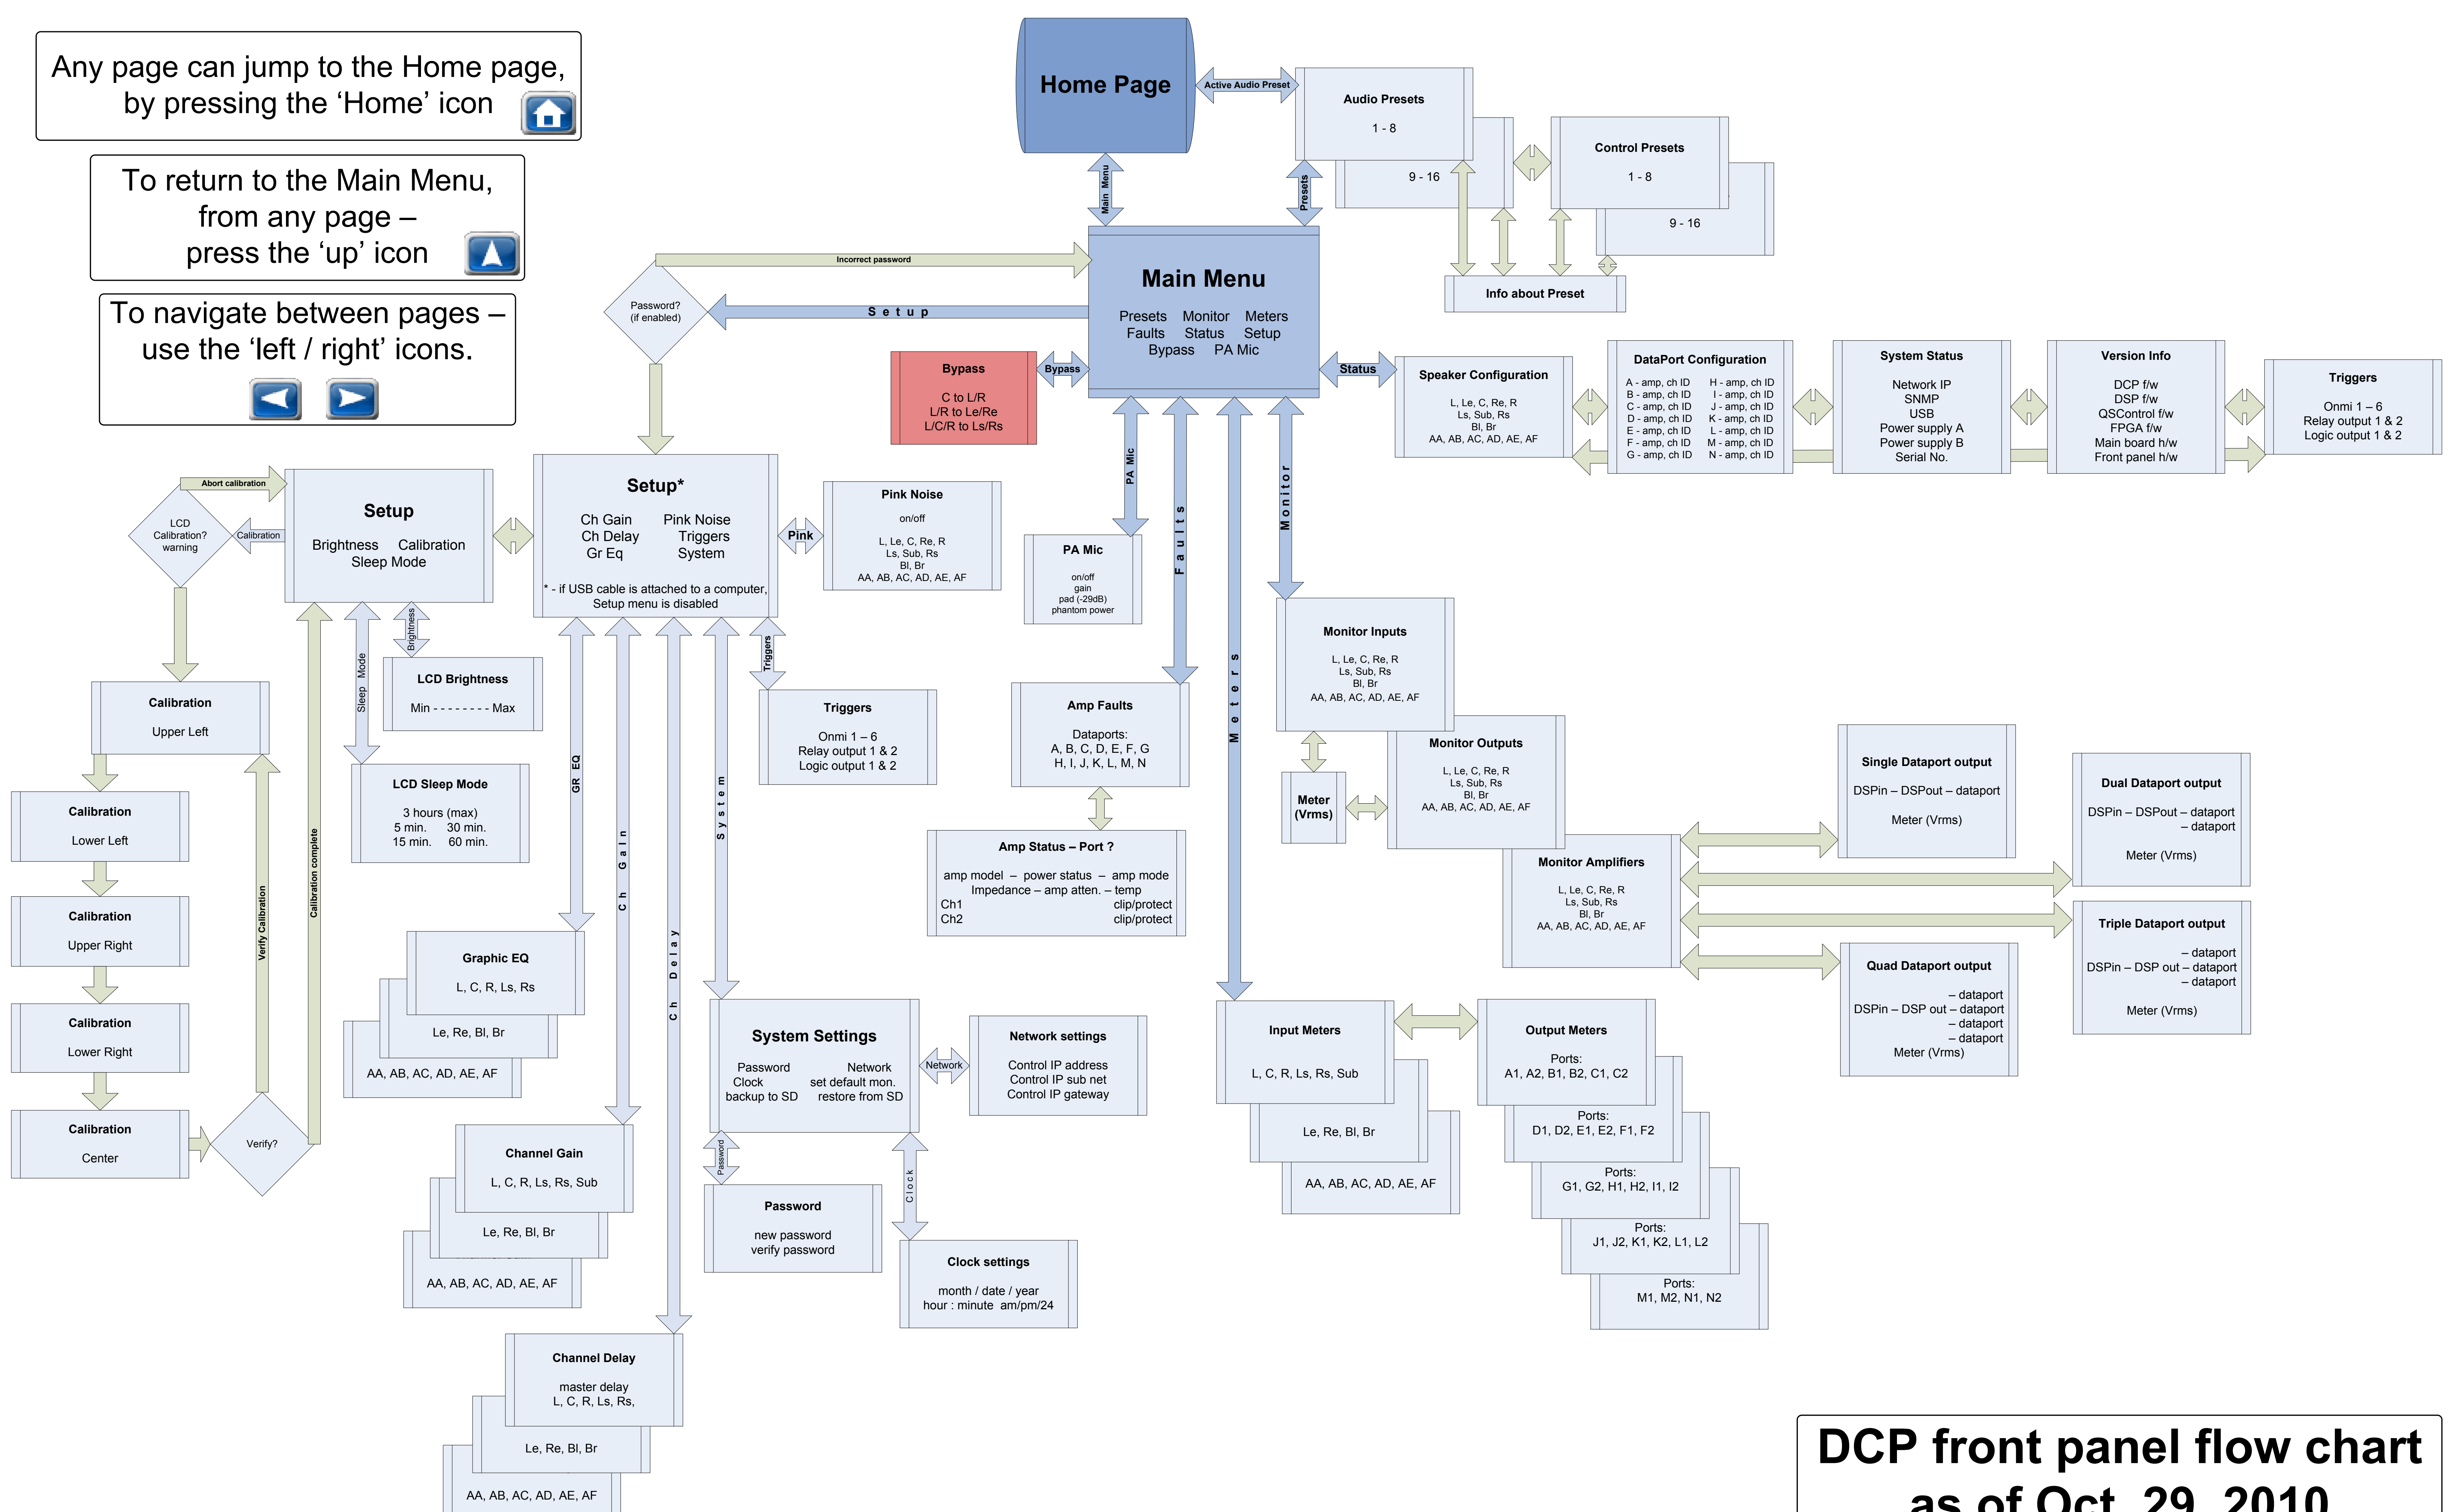 Any page can jump to the Home page,
by pressing the ‘Home’ icon
To return to the Main Menu,
from any page –
press the ‘up’ icon
To navigate between pages –
use the ‘left / right’ icons.
Home Page
Active Audio Preset
Audio Presets
1 - 8
9 - 16
Control Presets
1 - 8
9 - 16
Info about Preset
Main Menu
Presets
Main Menu
Presets Monitor Meters
Faults Status Setup
Bypass PA Mic
Incorrect password
Password?
(if enabled)
Setup
Bypass
C to L/R
L/R to Le/Re
L/C/R to Ls/Rs
Bypass
Status
Speaker Configuration
L, Le, C, Re, R
Ls, Sub, Rs
Bl, Br
AA, AB, AC, AD, AE, AF
DataPort Configuration
A - amp, ch ID H - amp, ch ID
B - amp, ch ID I - amp, ch ID
C - amp, ch ID J - amp, ch ID
D - amp, ch ID K - amp, ch ID
E - amp, ch ID L - amp, ch ID
F - amp, ch ID M - amp, ch ID
G - amp, ch ID N - amp, ch ID
System Status
Network IP
SNMP
USB
Power supply A
Power supply B
Serial No.
Version Info
DCP f/w
DSP f/w
QSControl f/w
FPGA f/w
Main board h/w
Front panel h/w
Triggers
Onmi 1 – 6
Relay output 1 & 2
Logic output 1 & 2
Abort calibration
LCD
Calibration?
warning
Calibration
Setup
Brightness Calibration
Sleep Mode
Setup*
Ch Gain Pink Noise
Ch Delay Triggers
Gr Eq System
* - if USB cable is attached to a computer,
Setup menu is disabled
Pink
Pink Noise
on/off
L, Le, C, Re, R
Ls, Sub, Rs
Bl, Br
AA, AB, AC, AD, AE, AF
PA Mic
Faults
Meters
Monitor
PA Mic
on/off
gain
pad (-29dB)
phantom power
Sleep Mode
Brightness
LCD Brightness
Min - - - - - - - - Max
LCD Sleep Mode
3 hours (max)
5 min. 30 min.
15 min. 60 min.
Calibration
Upper Left
Calibration
Lower Left
Calibration
Upper Right
Calibration
Lower Right
Calibration
Center
Verify?
Verify Calibration
Calibration complete
GR EQ
Ch Gain
Ch Delay
System
Triggers
Triggers
Onmi 1 – 6
Relay output 1 & 2
Logic output 1 & 2
Amp Faults
Dataports:
A, B, C, D, E, F, G
H, I, J, K, L, M, N
Amp Status – Port ?
amp model – power status – amp mode
Impedance – amp atten. – temp
Ch1 clip/protect
Ch2 clip/protect
Monitor Inputs
L, Le, C, Re, R
Ls, Sub, Rs
Bl, Br
AA, AB, AC, AD, AE, AF
Meter
(Vrms)
Monitor Outputs
L, Le, C, Re, R
Ls, Sub, Rs
Bl, Br
AA, AB, AC, AD, AE, AF
Monitor Amplifiers
L, Le, C, Re, R
Ls, Sub, Rs
Bl, Br
AA, AB, AC, AD, AE, AF
Single Dataport output
DSPin – DSPout – dataport
Meter (Vrms)
Dual Dataport output
DSPin – DSPout – dataport
– dataport
Meter (Vrms)
Triple Dataport output
– dataport
DSPin – DSP out – dataport
– dataport
Meter (Vrms)
Quad Dataport output
– dataport
DSPin – DSP out – dataport
– dataport
– dataport
Meter (Vrms)
Graphic EQ
L, C, R, Ls, Rs
Le, Re, Bl, Br
AA, AB, AC, AD, AE, AF
Channel Gain
L, C, R, Ls, Rs, Sub
Le, Re, Bl, Br
AA, AB, AC, AD, AE, AF
Channel Delay
master delay
L, C, R, Ls, Rs,
Le, Re, Bl, Br
AA, AB, AC, AD, AE, AF
System Settings
Password Network
Clock set default mon.
backup to SD restore from SD
Network
Network settings
Control IP address
Control IP sub net
Control IP gateway
Password
Clock
Password
new password
verify password
Clock settings
month / date / year
hour : minute am/pm/24
Input Meters
L, C, R, Ls, Rs, Sub
Le, Re, Bl, Br
AA, AB, AC, AD, AE, AF
Output Meters
Ports:
A1, A2, B1, B2, C1, C2
Ports:
D1, D2, E1, E2, F1, F2
Ports:
G1, G2, H1, H2, I1, I2
Ports:
J1, J2, K1, K2, L1, L2
Ports:
M1, M2, N1, N2
DCP front panel flow chart
as of Oct. 29, 2010